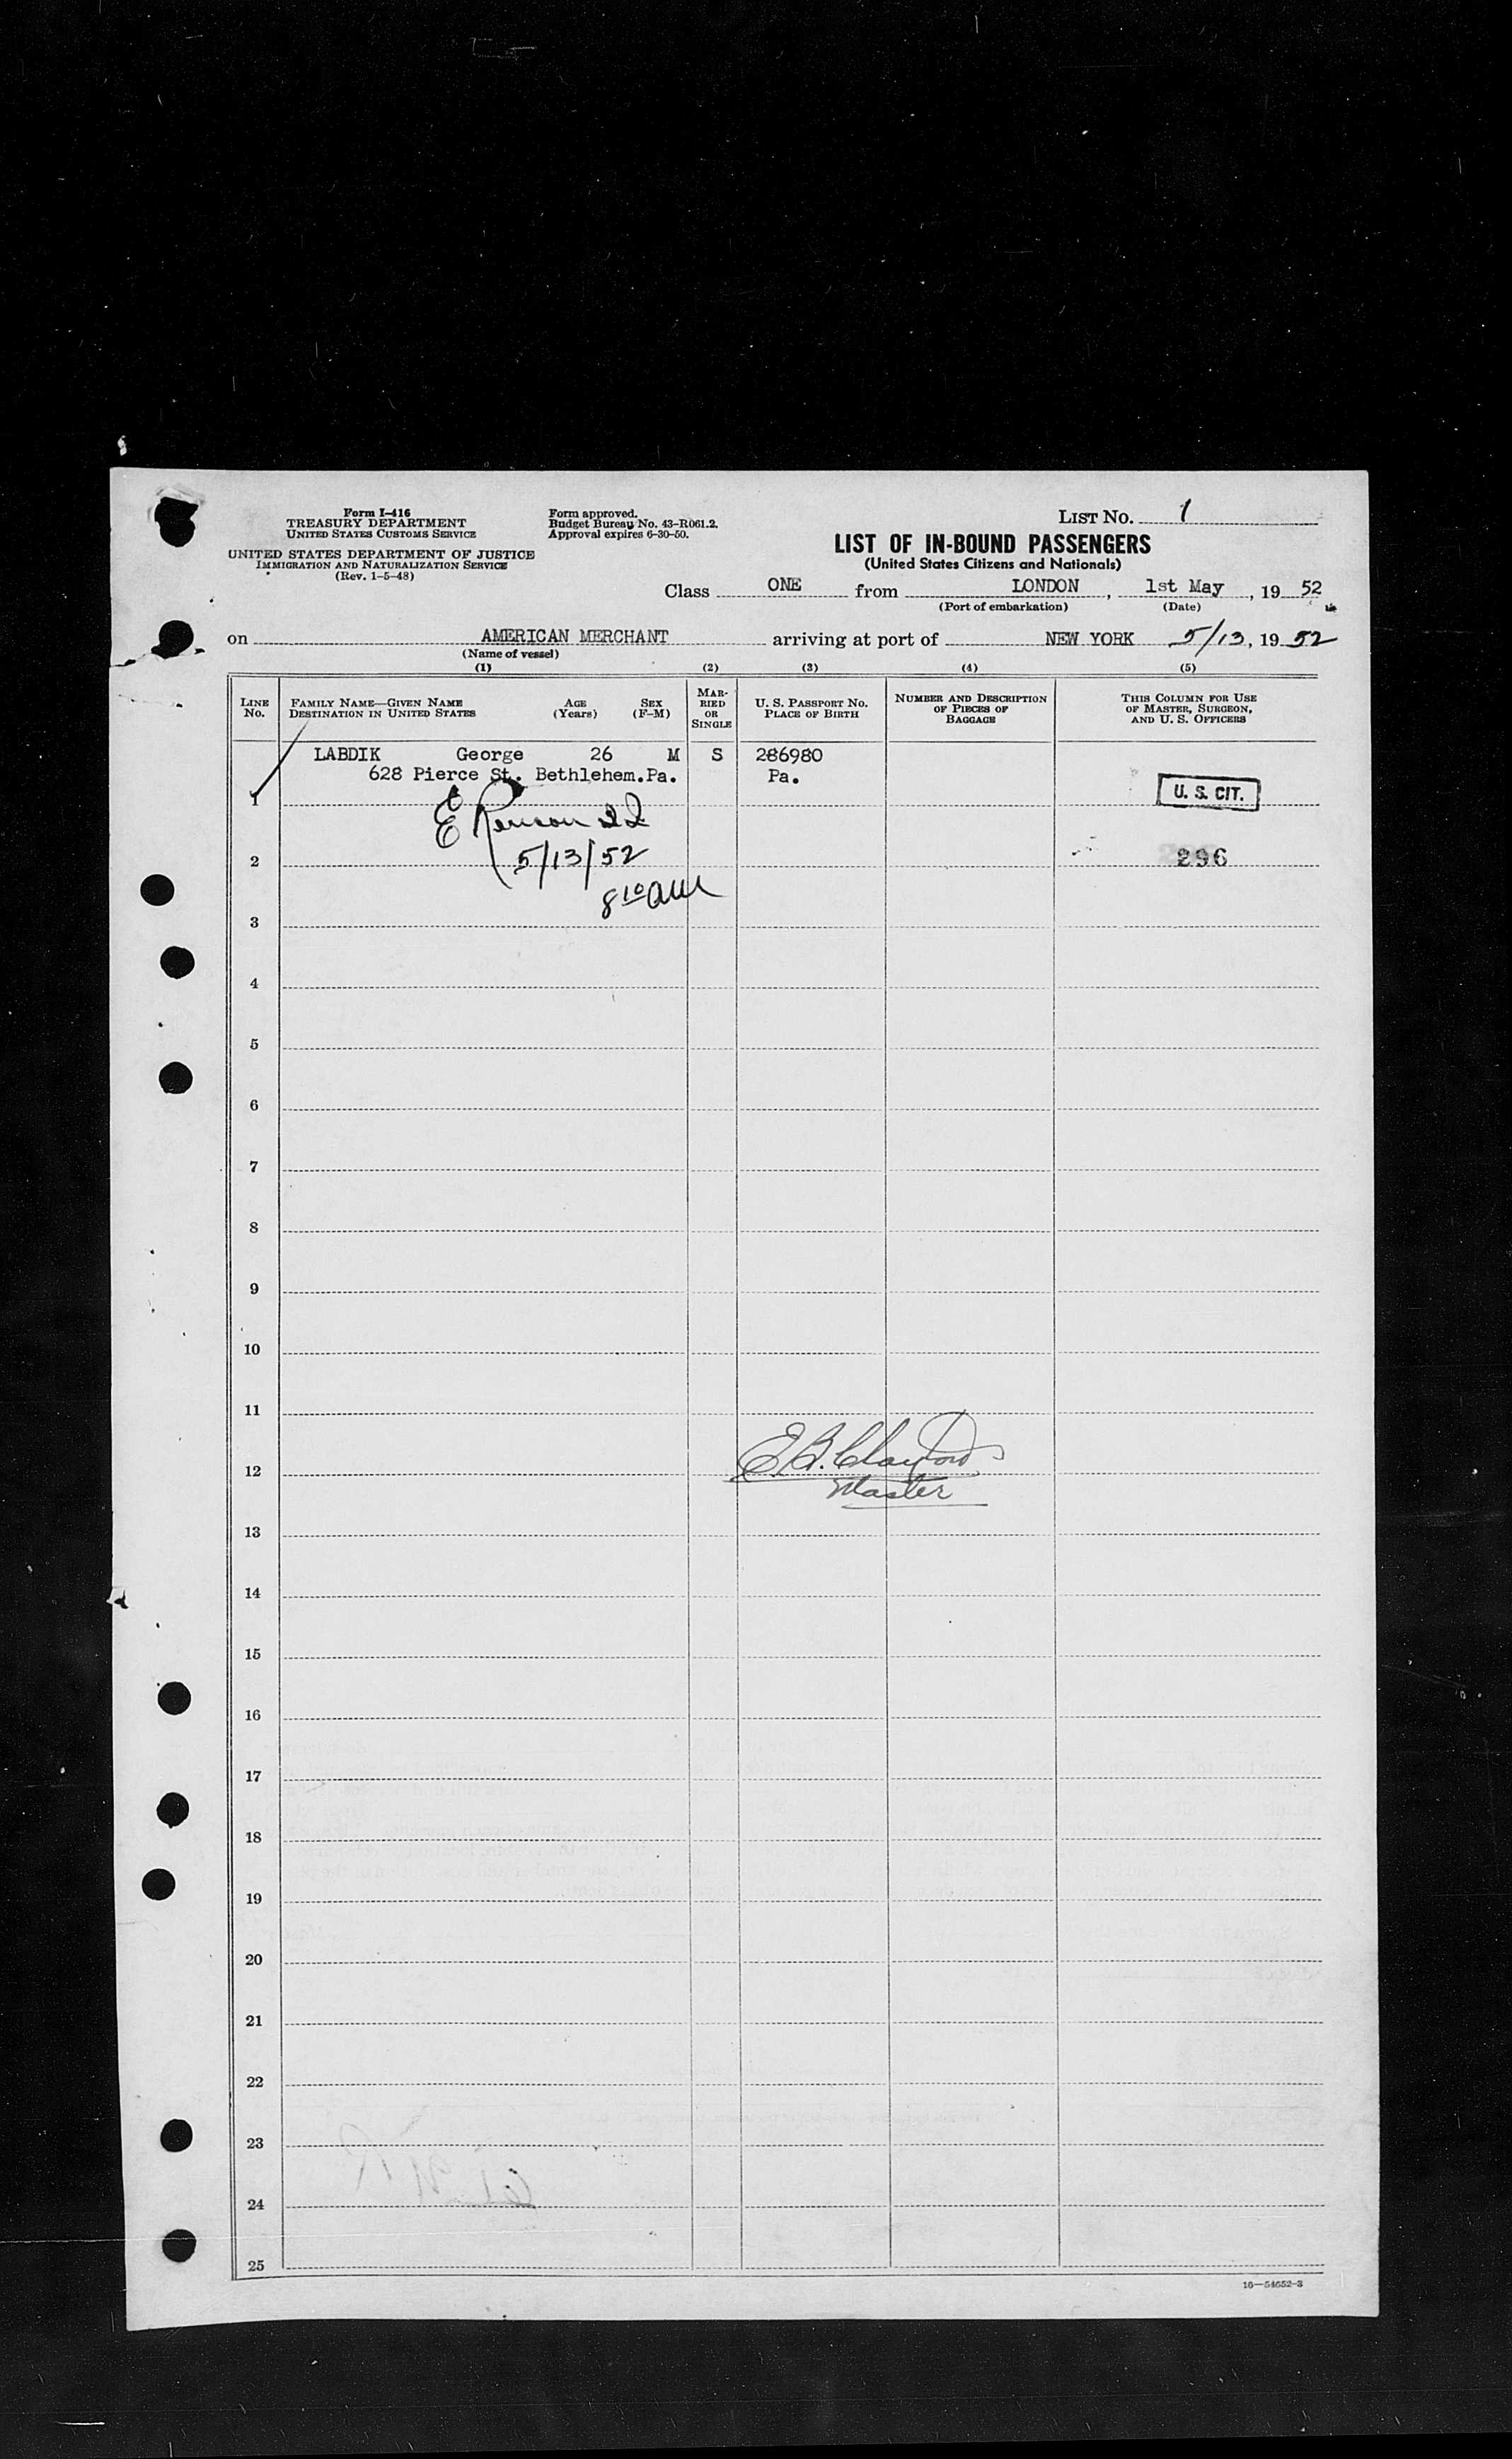 Form I-416
TREASURY DEPARTMENT
UNITED STATES CUSTOMS SERVICE
UNITED STATES DEPARTMENT OF JUSTICE
IMMIGRATION AND NATURALIZATION SERVICE
(Rev. 1-5-48)
Form approved.
Budget Bureau No. 43-R061.2.
Approval expires 6-30-50.
LIST No. 1
LIST OF IN-BOUND PASSENGERS
(United States Citizens and Nationals)
Class ONE from LONDON, 1st May, 19 52
(Port of embarkation) (Date)
on AMERICAN MERCHANT arriving at port of NEW YORK 5/13, 19 52
(Name of vessel)
(1) (2) (3) (4) (5)
LINE No. FAMILY NAME—GIVEN NAME DESTINATION IN UNITED STATES AGE (Years) SEX (F-M) MARRIED OR SINGLE U. S. PASSPORT No. PLACE OF BIRTH NUMBER AND DESCRIPTION OF PIECES OF BAGGAGE THIS COLUMN FOR USE OF MASTER, SURGEON, AND U. S. OFFICERS
LABDIK George 26 M S 286980
628 Pierce St. Bethlehem.Pa. Pa.
1 U. S. CIT.
E
5/13/52
2 296
8 10 AM
3
4
5
6
7
8
9
10
11
E.B.
12
Master
13
14
15
16
17
18
19
20
21
22
23
24
25
16—54652-3